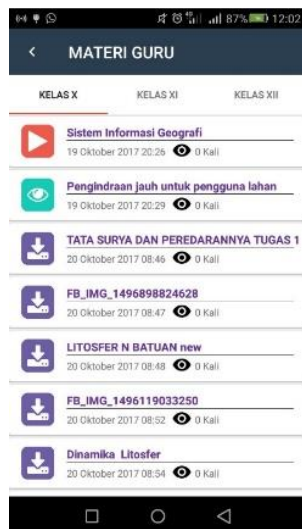 87% 12:02
MATERI GURU
KELAS X KELAS XI KELAS XII
Sistem Informasi Geografi
19 Oktober 2017 20:26 0 Kali
Pengindraan jauh untuk pengguna lahan
19 Oktober 2017 20:29 0 Kali
TATA SURYA DAN PEREDARANNYA TUGAS 1
20 Oktober 2017 08:46 0 Kali
FB_IMG_1496898824628
20 Oktober 2017 08:47 0 Kali
LITOSFER N BATUAN new
20 Oktober 2017 08:48 0 Kali
FB_IMG_1496119033250
20 Oktober 2017 08:52 0 Kali
Dinamika Litosfer
20 Oktober 2017 08:54 0 Kali